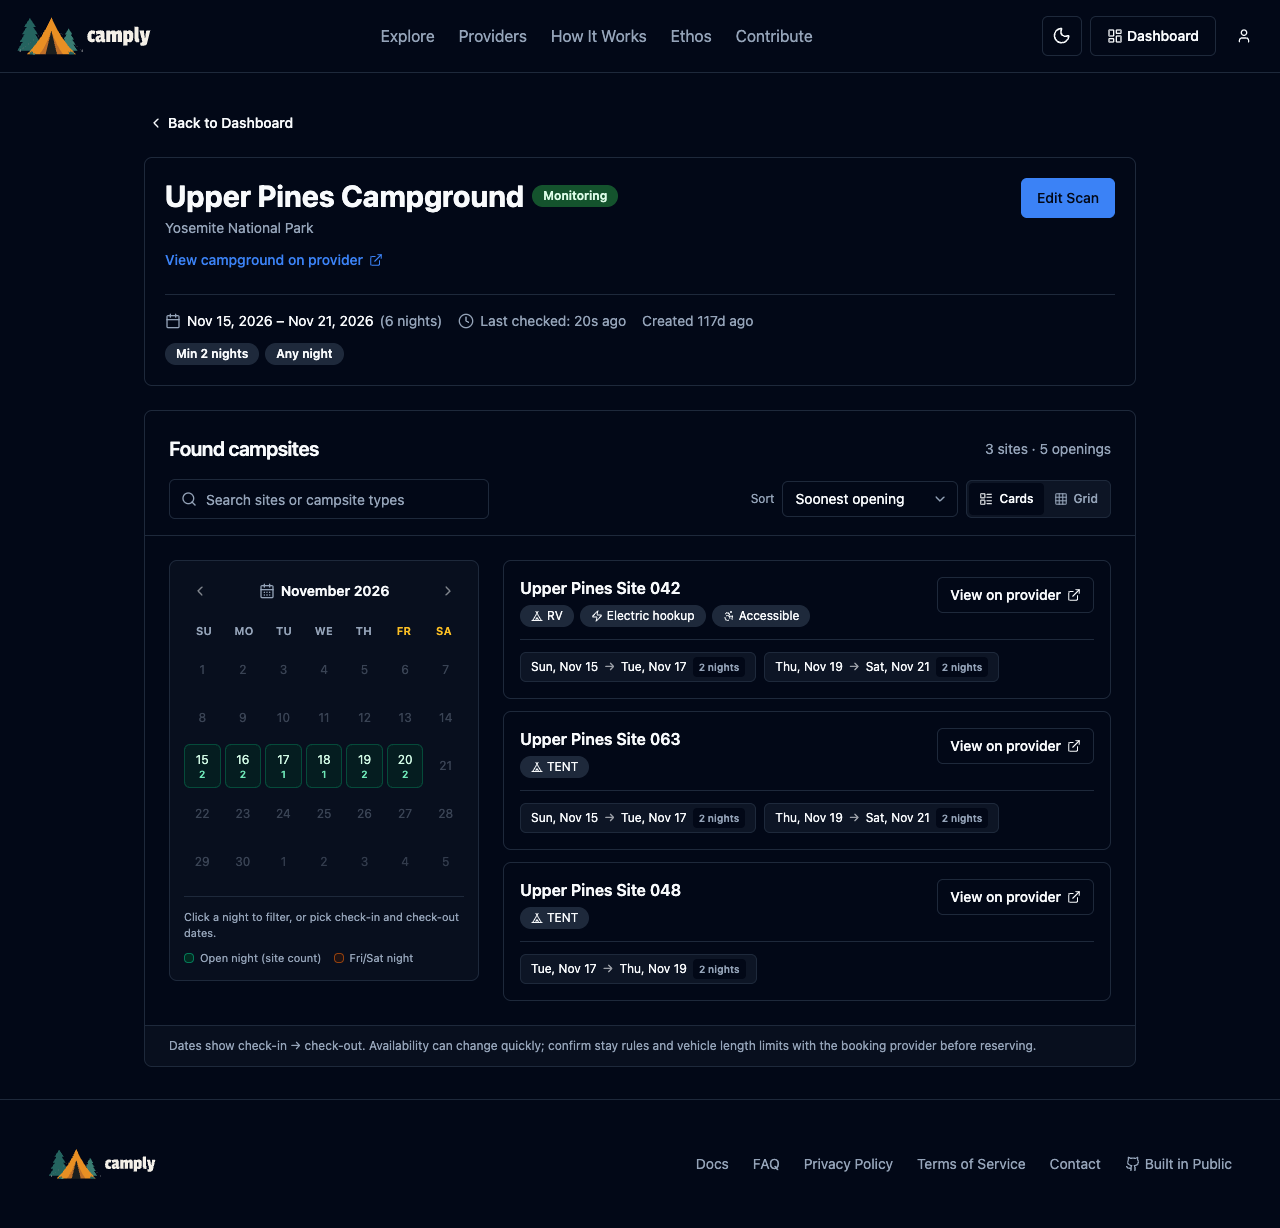 camply
Explore Providers How It Works Ethos Contribute
Dashboard
Back to Dashboard
Upper Pines Campground Monitoring
Edit Scan
Yosemite National Park
View campground on provider
Nov 15, 2026 – Nov 21, 2026 (6 nights) Last checked: 20s ago Created 117d ago
Min 2 nights Any night
Found campsites
3 sites · 5 openings
Search sites or campsite types
Sort Soonest opening Cards Grid
November 2026
SU MO TU WE TH FR SA
1 2 3 4 5 6 7
8 9 10 11 12 13 14
15 16 17 18 19 20 21
2 2 1 1 2 2
22 23 24 25 26 27 28
29 30 1 2 3 4 5
Click a night to filter, or pick check-in and check-out
dates.
Open night (site count) Fri/Sat night
Upper Pines Site 042
View on provider
RV Electric hookup Accessible
Sun, Nov 15 → Tue, Nov 17 2 nights Thu, Nov 19 → Sat, Nov 21 2 nights
Upper Pines Site 063
View on provider
TENT
Sun, Nov 15 → Tue, Nov 17 2 nights Thu, Nov 19 → Sat, Nov 21 2 nights
Upper Pines Site 048
View on provider
TENT
Tue, Nov 17 → Thu, Nov 19 2 nights
Dates show check-in → check-out. Availability can change quickly; confirm stay rules and vehicle length limits with the booking provider before reserving.
camply
Docs FAQ Privacy Policy Terms of Service Contact Built in Public